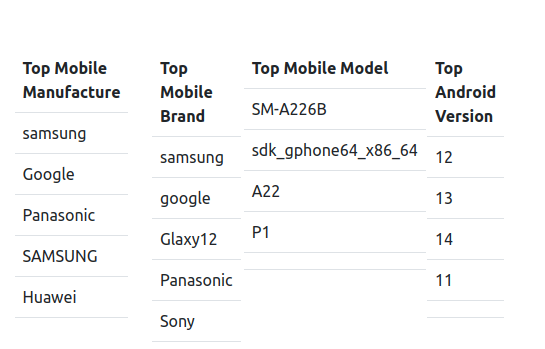 Top Mobile
Manufacture
samsung
Google
Panasonic
SAMSUNG
Huawei
Top
Mobile
Brand
samsung
google
Glaxy12
Panasonic
Sony
Top Mobile Model
SM-A226B
sdk_gphone64_x86_64
A22
P1
Top
Android
Version
12
13
14
11